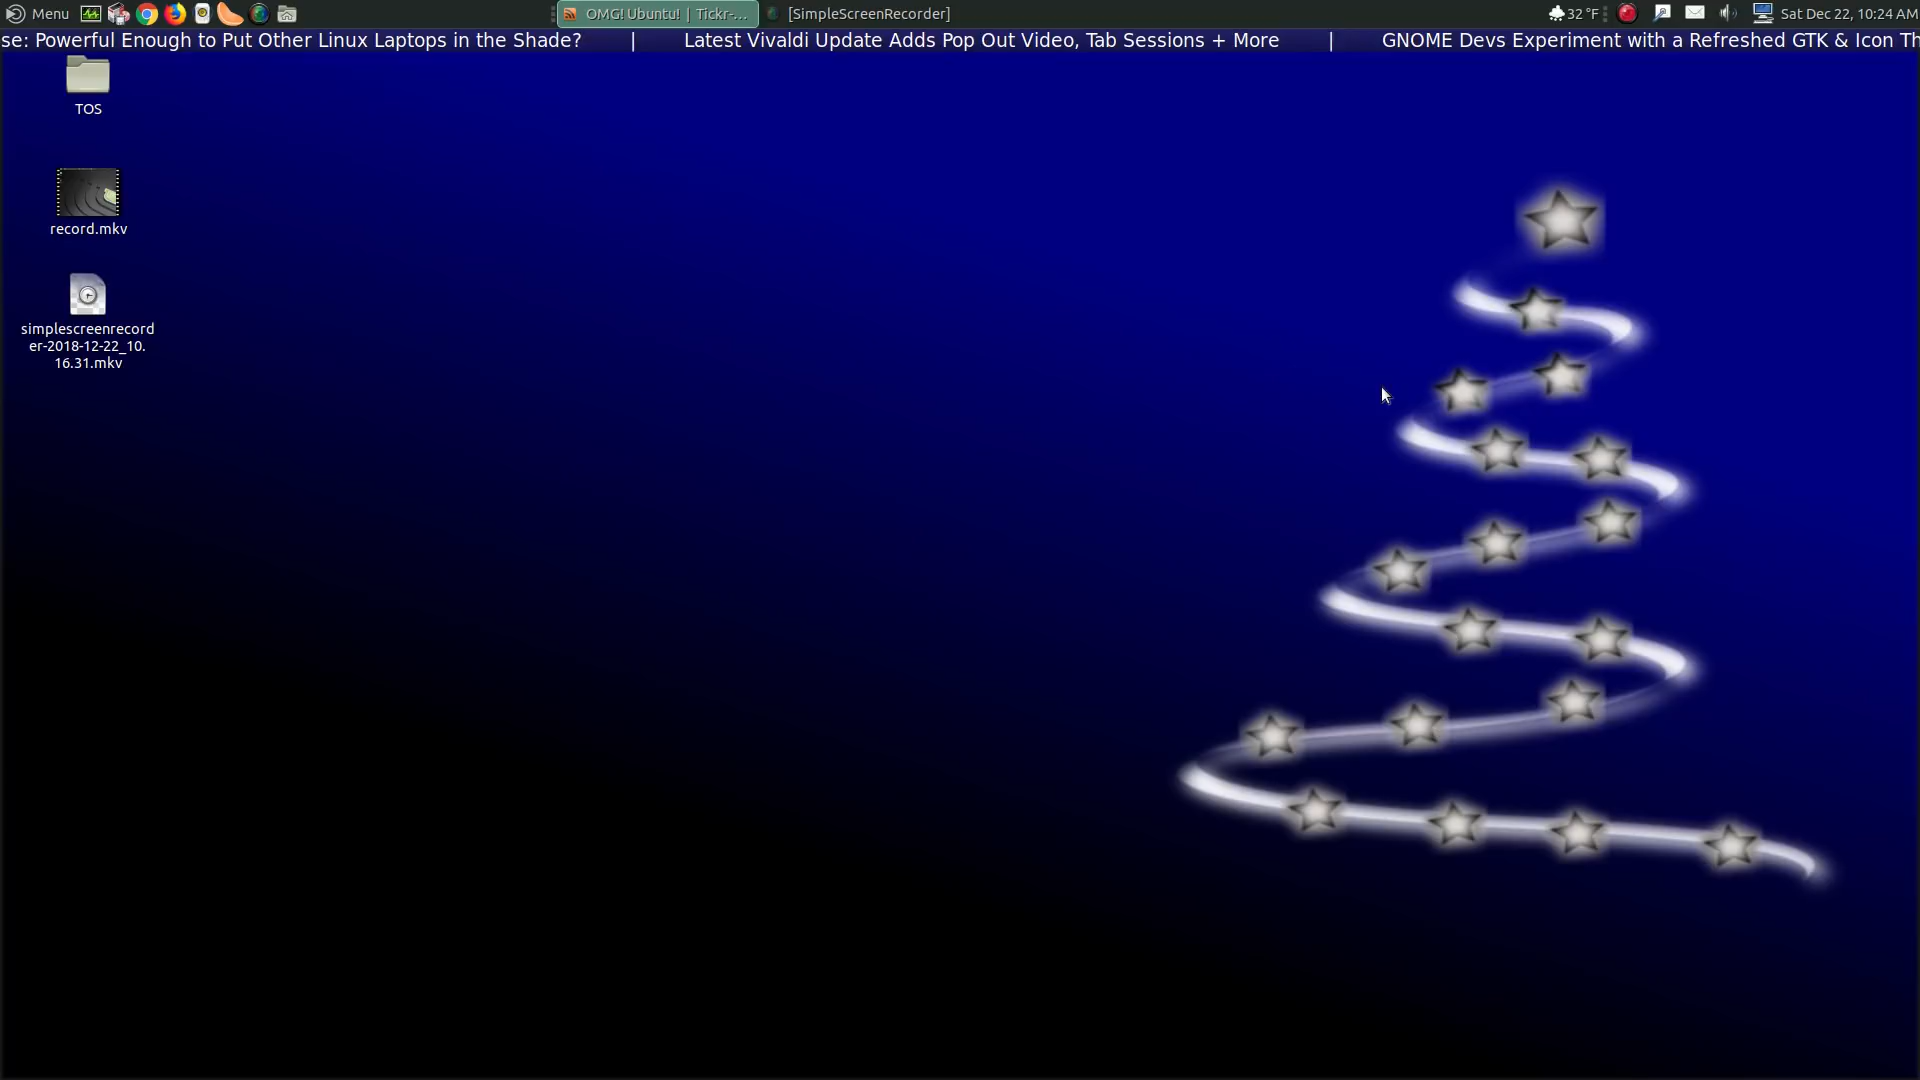 Menu
OMG! Ubuntu! | Tickr-...
[SimpleScreenRecorder]
32 °F
Sat Dec 22, 10:24 AM
se: Powerful Enough to Put Other Linux Laptops in the Shade? | Latest Vivaldi Update Adds Pop Out Video, Tab Sessions + More | GNOME Devs Experiment with a Refreshed GTK & Icon Th
TOS
record.mkv
simplescreenrecord
er-2018-12-22_10.
16.31.mkv